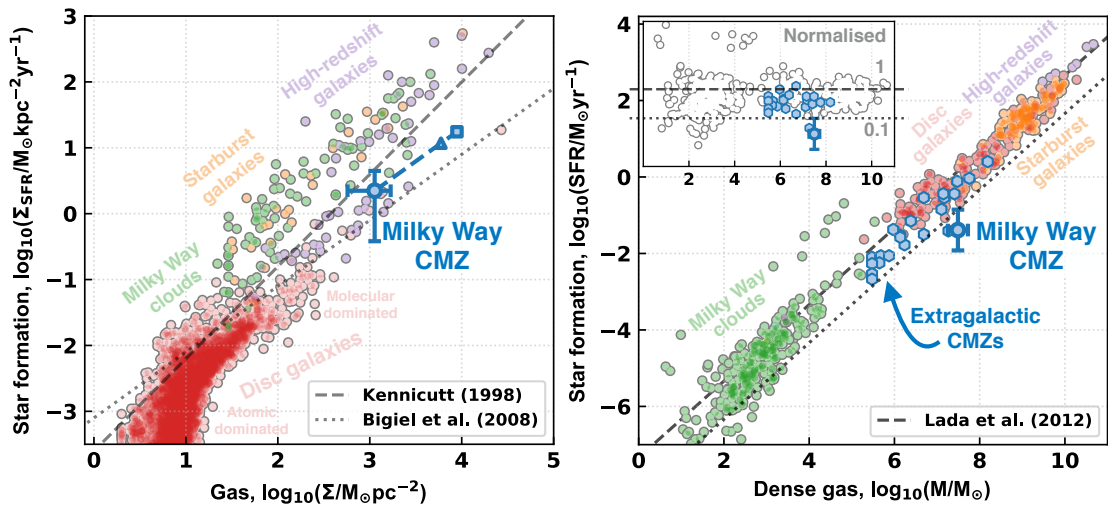 Star formation, log₁₀(Σ_SFR/M⊙kpc⁻²yr⁻¹)
3
2
1
0
−1
−2
−3
High-redshift
galaxies
Starburst
galaxies
Milky Way
clouds
Milky Way
CMZ
Molecular
dominated
Disc galaxies
Atomic
dominated
Kennicutt (1998)
Bigiel et al. (2008)
0 1 2 3 4 5
Gas, log₁₀(Σ/M⊙pc⁻²)
Star formation, log₁₀(SFR/M⊙yr⁻¹)
4
2
0
−2
−4
−6
Normalised
1
0.1
2 4 6 8 10
High-redshift
galaxies
Disc
galaxies
Starburst
galaxies
Milky Way
CMZ
Milky Way
clouds
Extragalactic
CMZs
Lada et al. (2012)
0 2 4 6 8 10
Dense gas, log₁₀(M/M⊙)